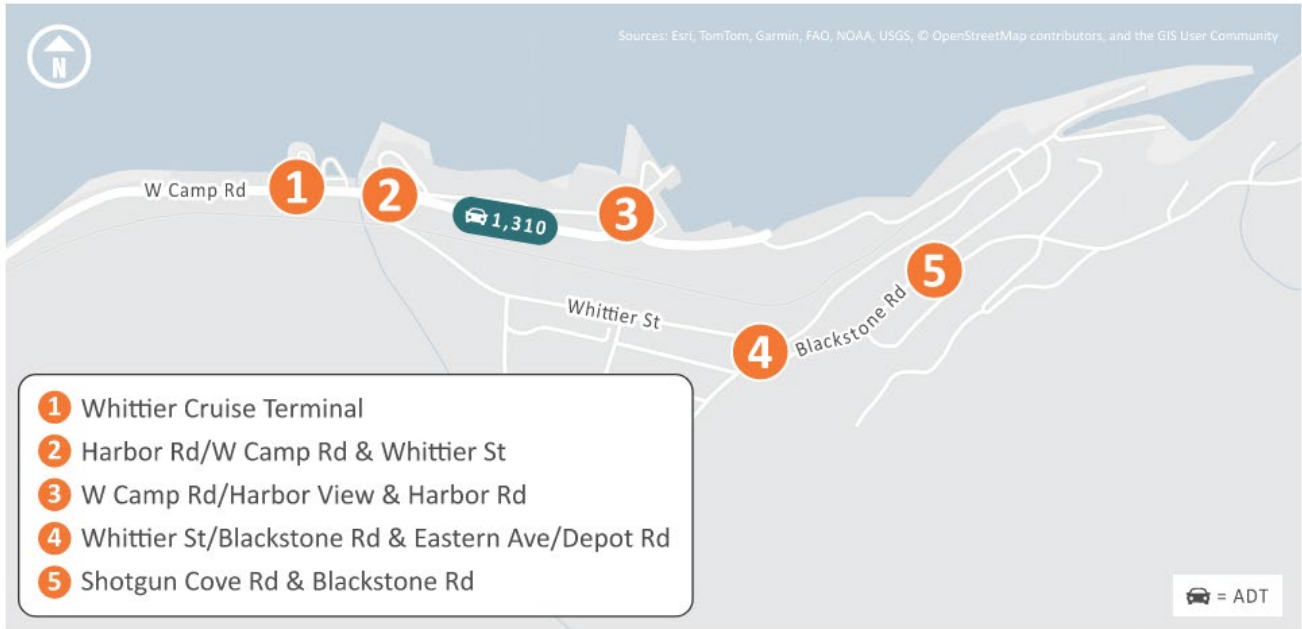 Sources: Esri, TomTom, Garmin, FAO, NOAA, USGS, © OpenStreetMap contributors, and the GIS User Community
N
W Camp Rd
1
2
1,310
3
5
Whittier St
4
Blackstone Rd
1 Whittier Cruise Terminal
2 Harbor Rd/W Camp Rd & Whittier St
3 W Camp Rd/Harbor View & Harbor Rd
4 Whittier St/Blackstone Rd & Eastern Ave/Depot Rd
5 Shotgun Cove Rd & Blackstone Rd
= ADT